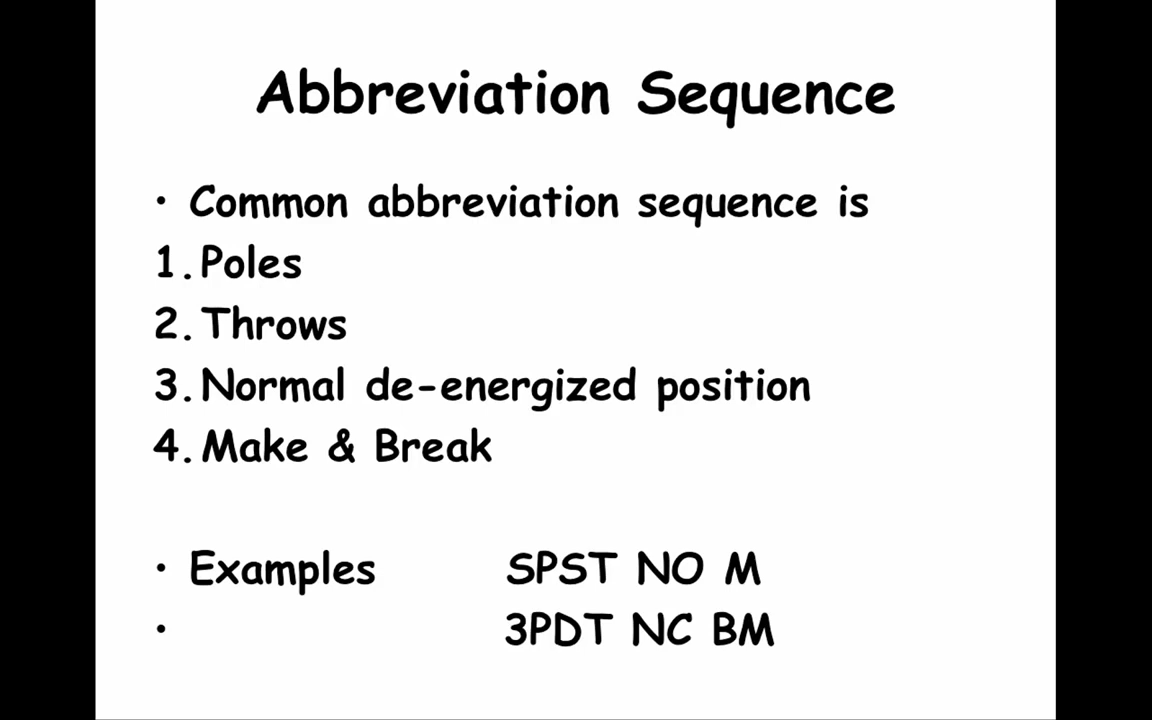 Abbreviation Sequence
• Common abbreviation sequence is
1. Poles
2. Throws
3. Normal de-energized position
4. Make & Break
• Examples SPST NO M
• 3PDT NC BM